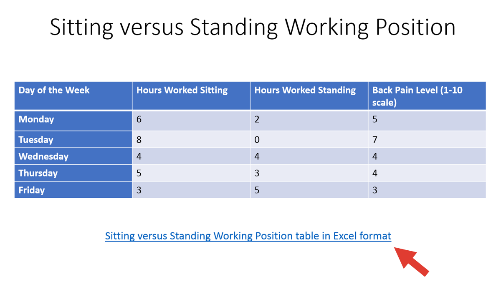 Sitting versus Standing Working Position
Day of the Week Hours Worked Sitting Hours Worked Standing Back Pain Level (1-10 scale)
Monday 6 2 5
Tuesday 8 0 7
Wednesday 4 4 4
Thursday 5 3 4
Friday 3 5 3
Sitting versus Standing Working Position table in Excel format